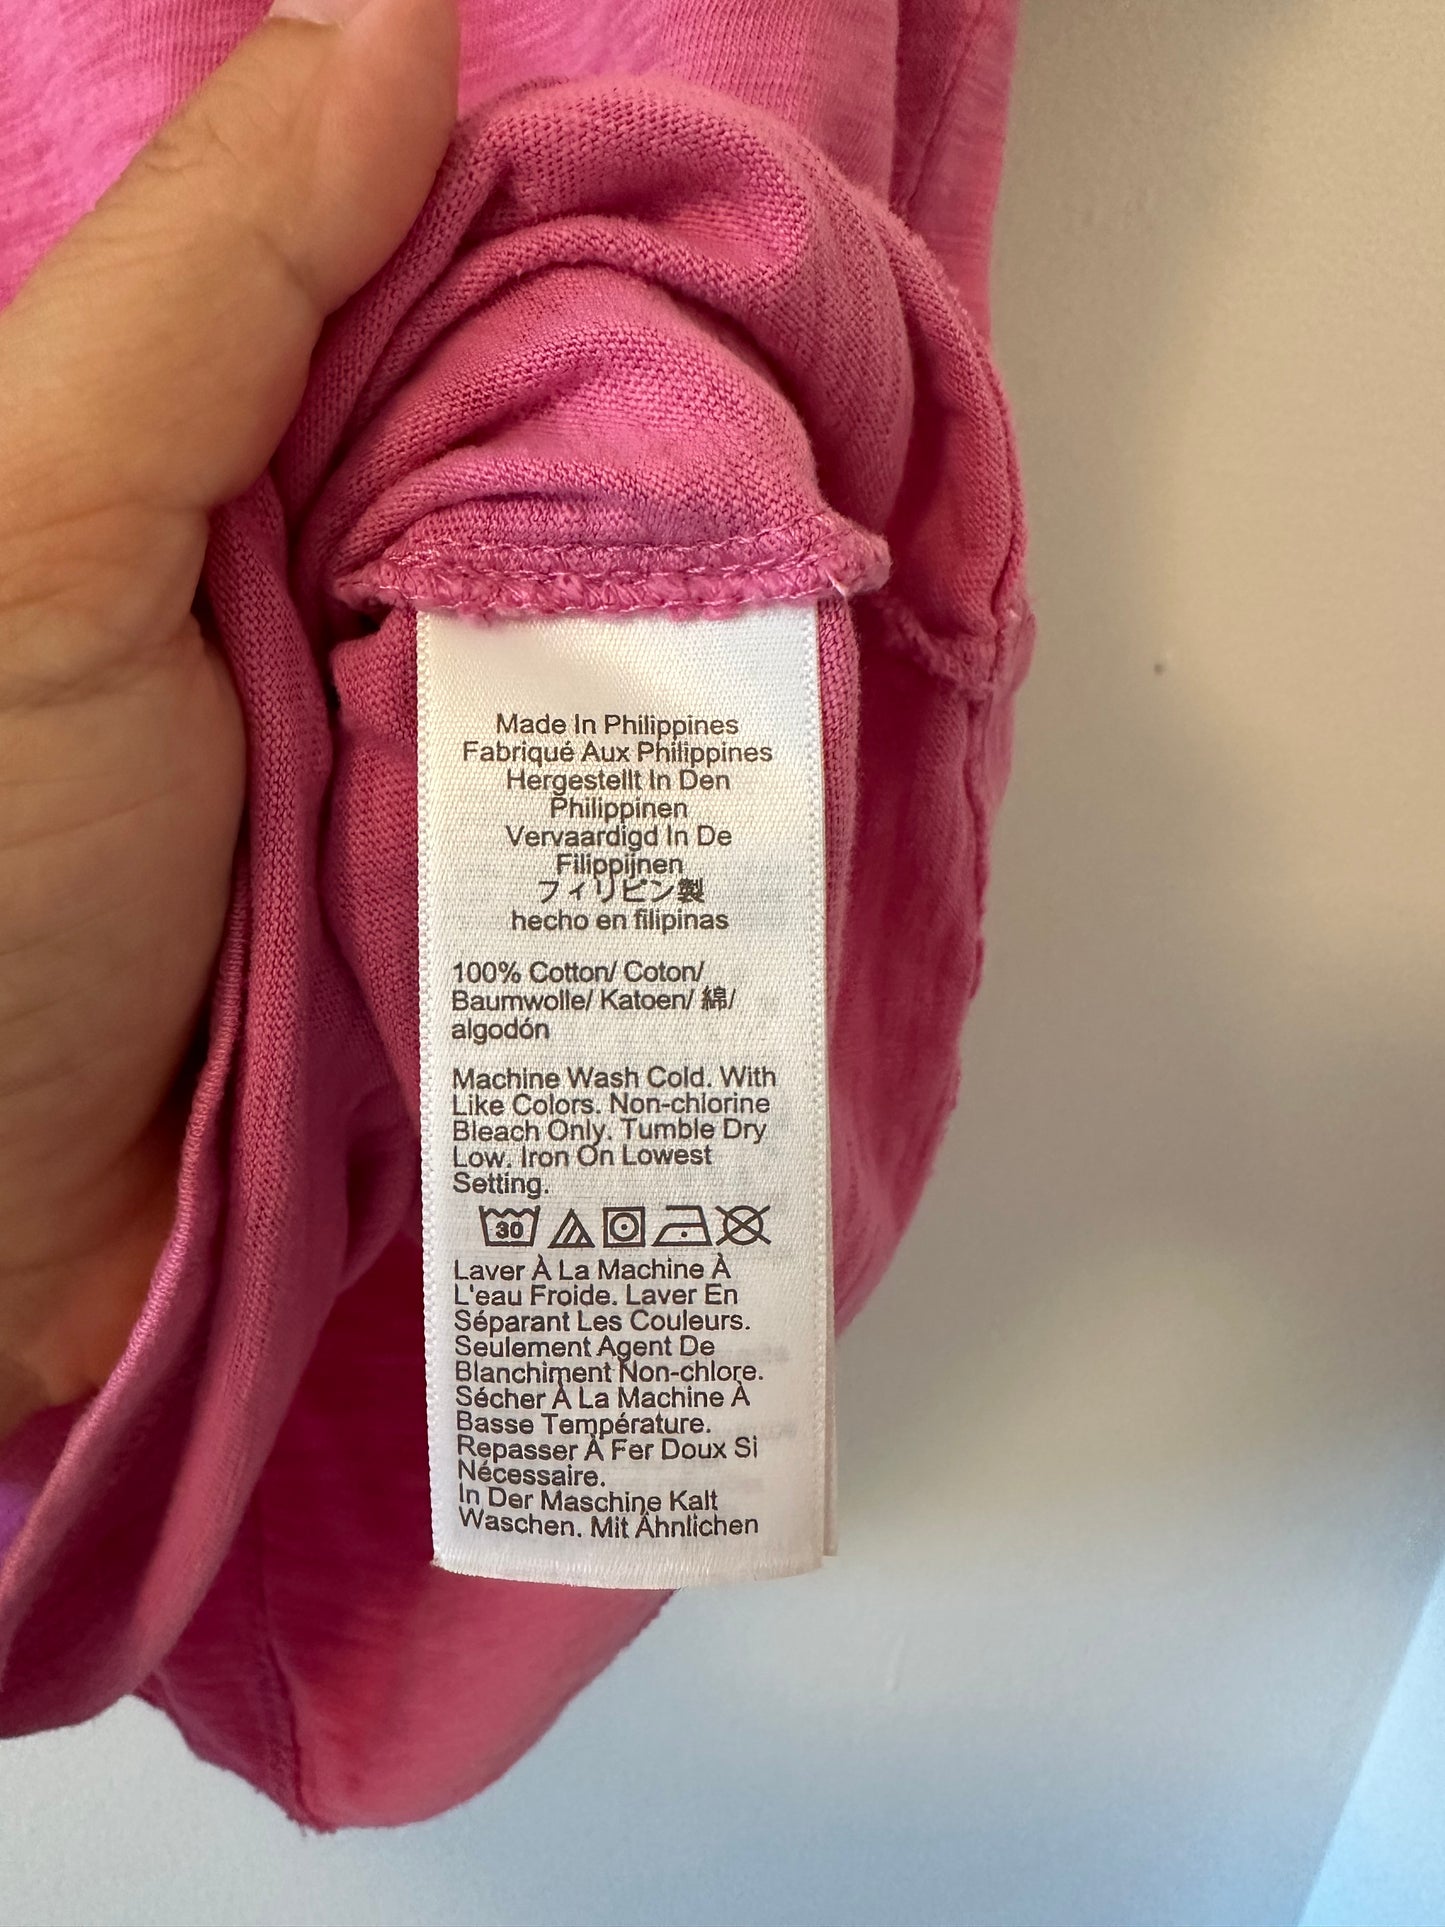 Made In Philippines
Fabriqué Aux Philippines
Hergestellt In Den
Philippinen
Vervaardigd In De
Filippijnen
フィリピン製
hecho en filipinas
100% Cotton/ Coton/
Baumwolle/ Katoen/ 綿/
algodón
Machine Wash Cold. With
Like Colors. Non-chlorine
Bleach Only. Tumble Dry
Low. Iron On Lowest
Setting.
30
Laver À La Machine À
L'eau Froide. Laver En
Séparant Les Couleurs.
Seulement Agent De
Blanchiment Non-chlore.
Sécher À La Machine À
Basse Température.
Repasser À Fer Doux Si
Nécessaire.
In Der Maschine Kalt
Waschen. Mit Ähnlichen